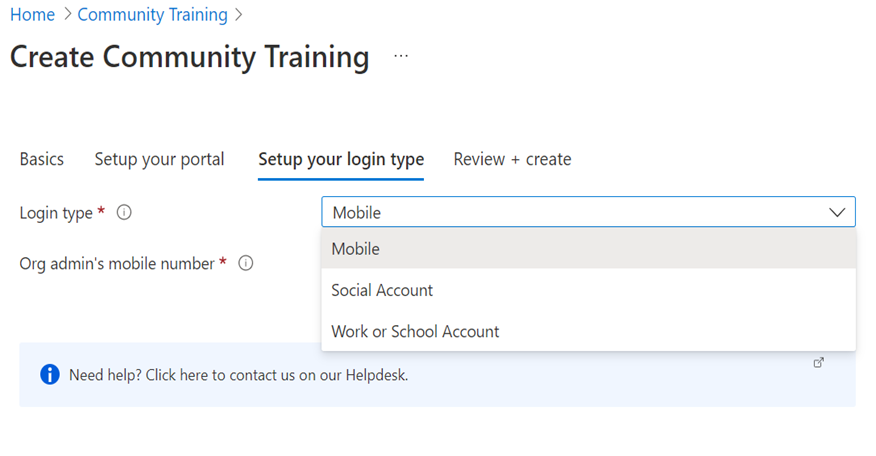 Home > Community Training >
Create Community Training ...
Basics Setup your portal Setup your login type Review + create
Login type * Mobile
Mobile
Org admin's mobile number *
Social Account
Work or School Account
Need help? Click here to contact us on our Helpdesk.